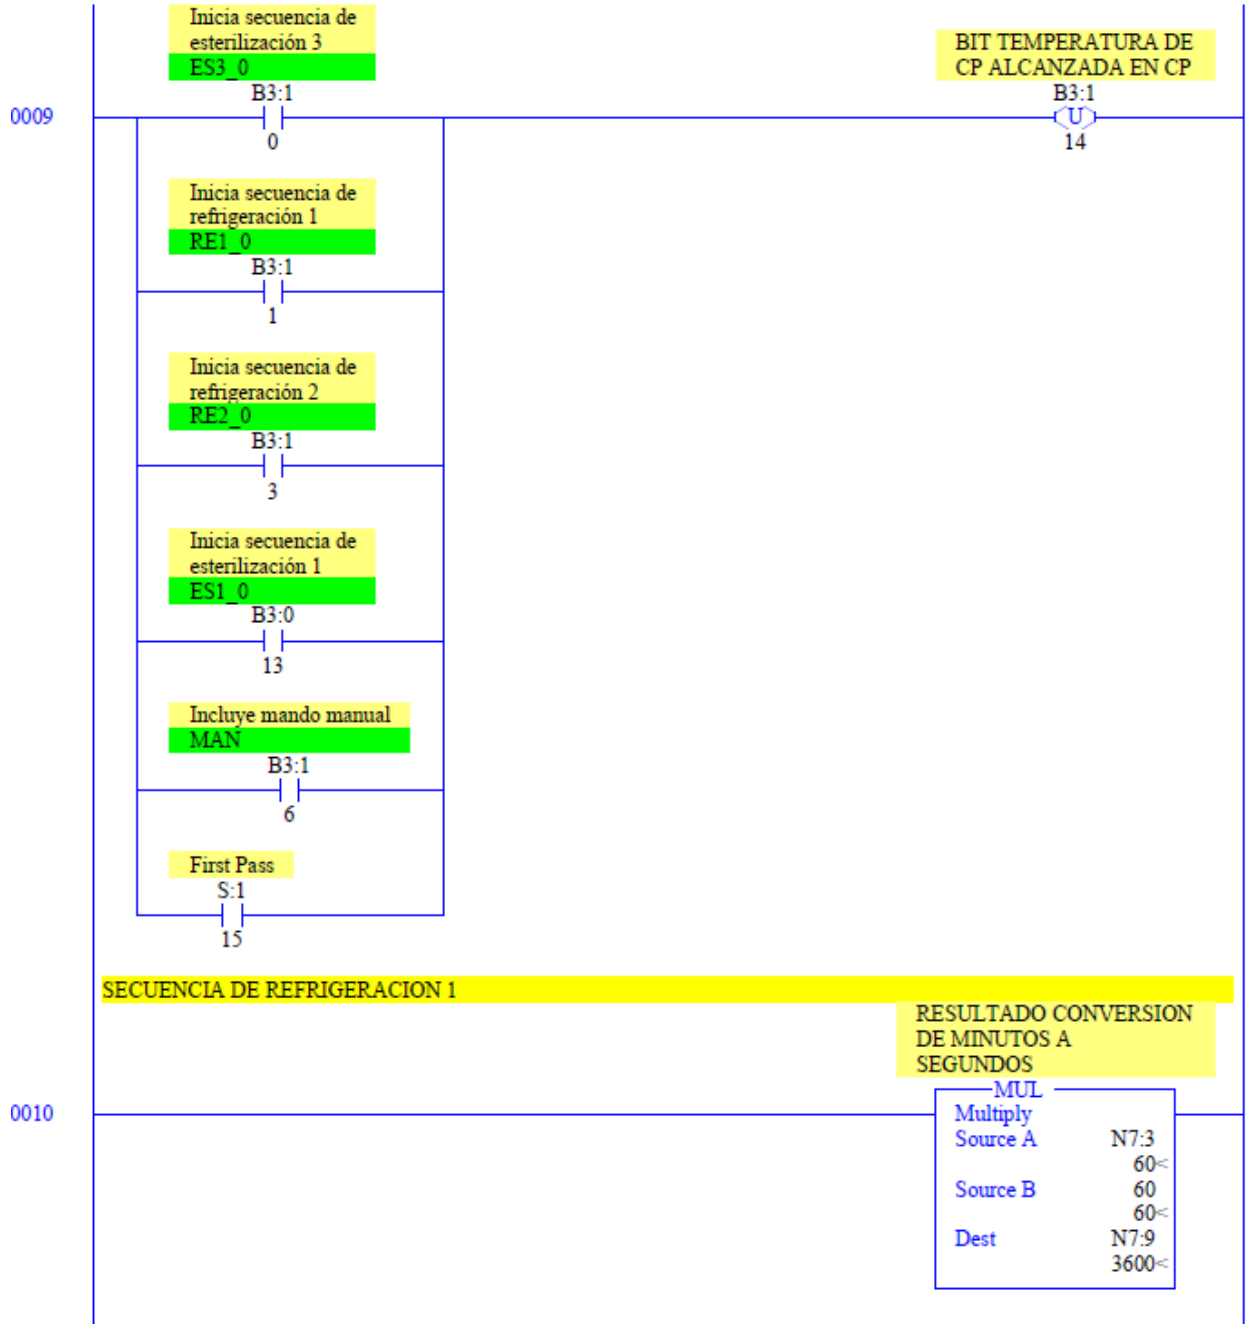 Inicia secuencia de
esterilización 3
ES3_0
B3:1
0
BIT TEMPERATURA DE
CP ALCANZADA EN CP
B3:1
U
14
0009
Inicia secuencia de
refrigeración 1
RE1_0
B3:1
1
Inicia secuencia de
refrigeración 2
RE2_0
B3:1
3
Inicia secuencia de
esterilización 1
ES1_0
B3:0
13
Incluye mando manual
MAN
B3:1
6
First Pass
S:1
15
SECUENCIA DE REFRIGERACION 1
RESULTADO CONVERSION
DE MINUTOS A
SEGUNDOS
0010
MUL
Multiply
Source A N7:3
60<
Source B 60
60<
Dest N7:9
3600<